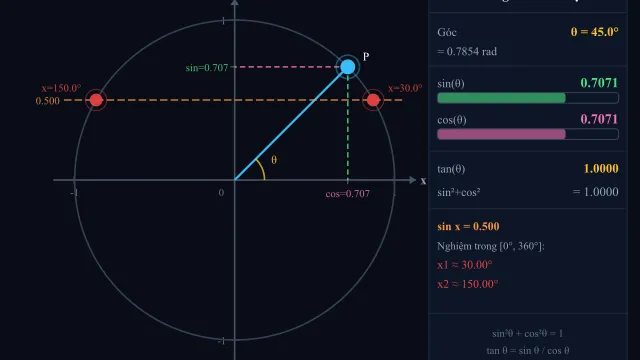 1
P
sin=0.707
x=150.0°
x=30.0°
0.500
θ
x
-1
0
cos=0.707
-1
Góc
θ = 45.0°
= 0.7854 rad
sin(θ)
0.7071
cos(θ)
0.7071
tan(θ)
1.0000
sin²+cos²
= 1.0000
sin x = 0.500
Nghiệm trong [0°, 360°]:
x1 ≈ 30.00°
x2 ≈ 150.00°
sin²θ + cos²θ = 1
tan θ = sin θ / cos θ